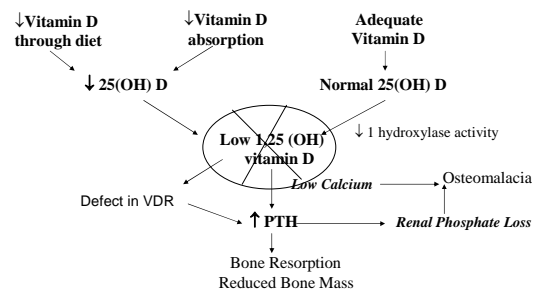 ↓Vitamin D
through diet
↓Vitamin D
absorption
Adequate
Vitamin D
↓ 25(OH) D
Normal 25(OH) D
↓ 1 hydroxylase activity
Low 1,25 (OH)
vitamin D
Low Calcium
Osteomalacia
Defect in VDR
↑ PTH
Renal Phosphate Loss
Bone Resorption
Reduced Bone Mass